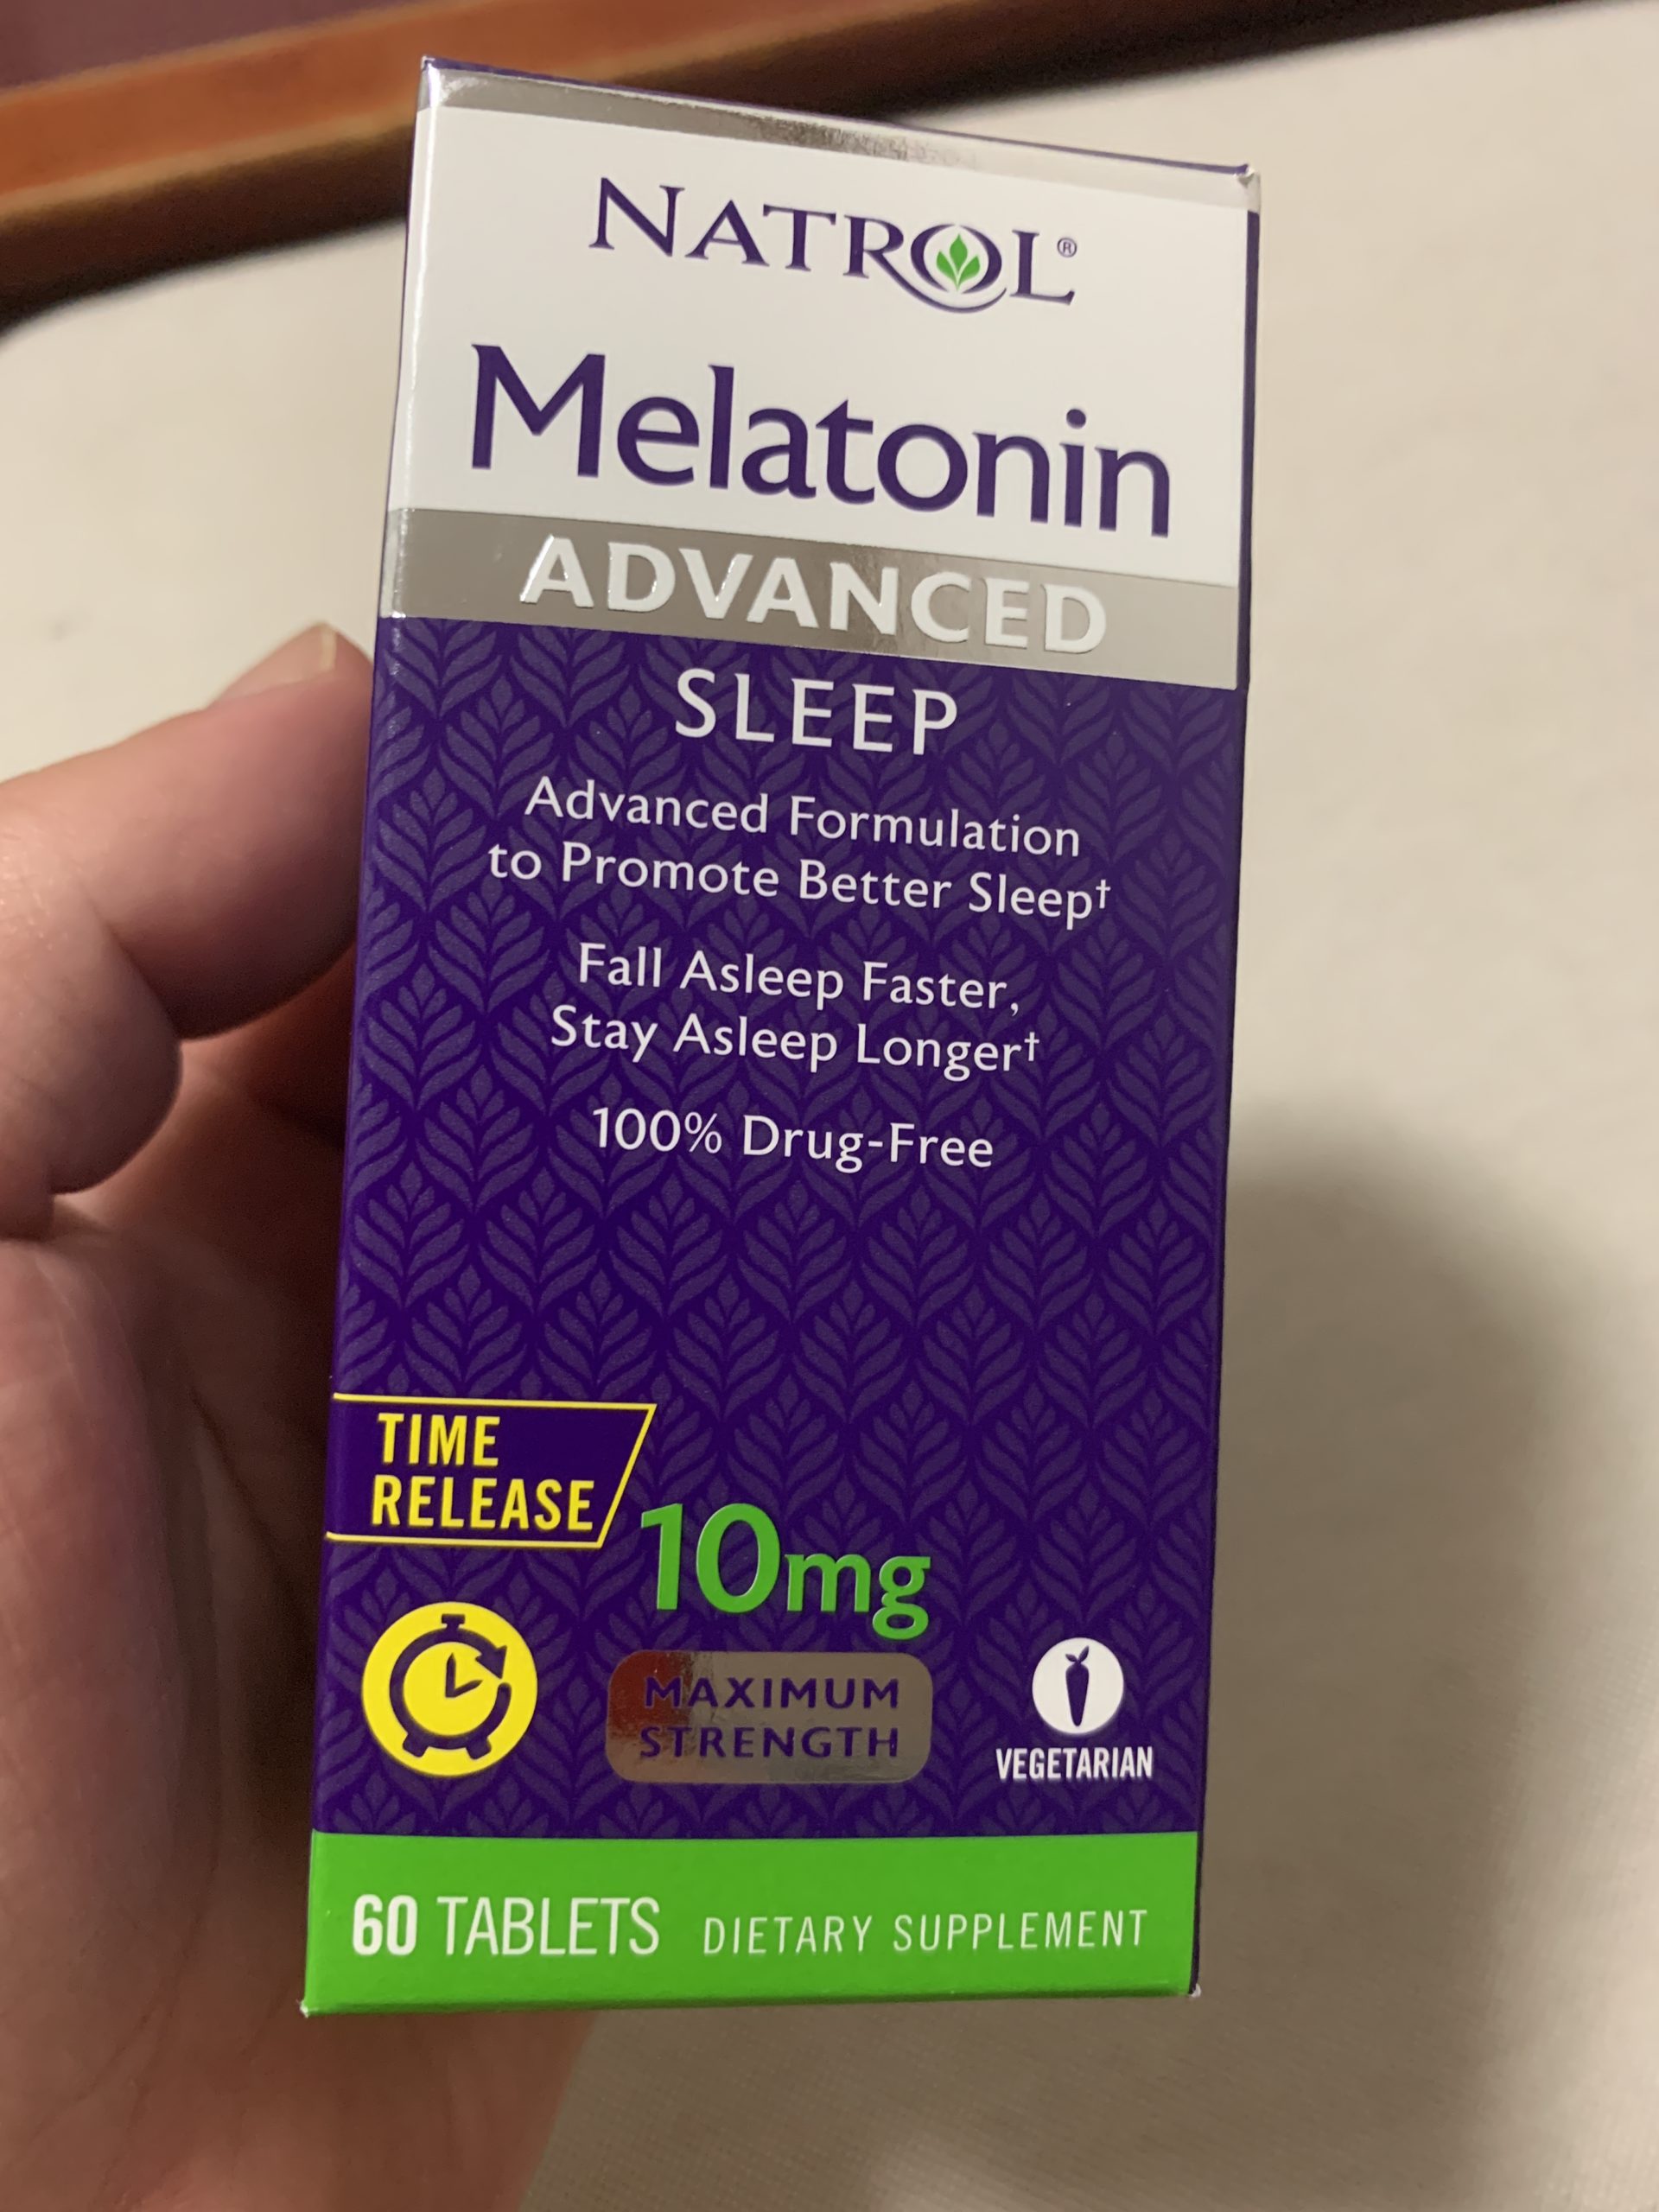 NATROL®
Melatonin
ADVANCED
SLEEP
Advanced Formulation
to Promote Better Sleep†
Fall Asleep Faster,
Stay Asleep Longer†
100% Drug-Free
TIME
RELEASE
10mg
MAXIMUM
STRENGTH
VEGETARIAN
60 TABLETS DIETARY SUPPLEMENT